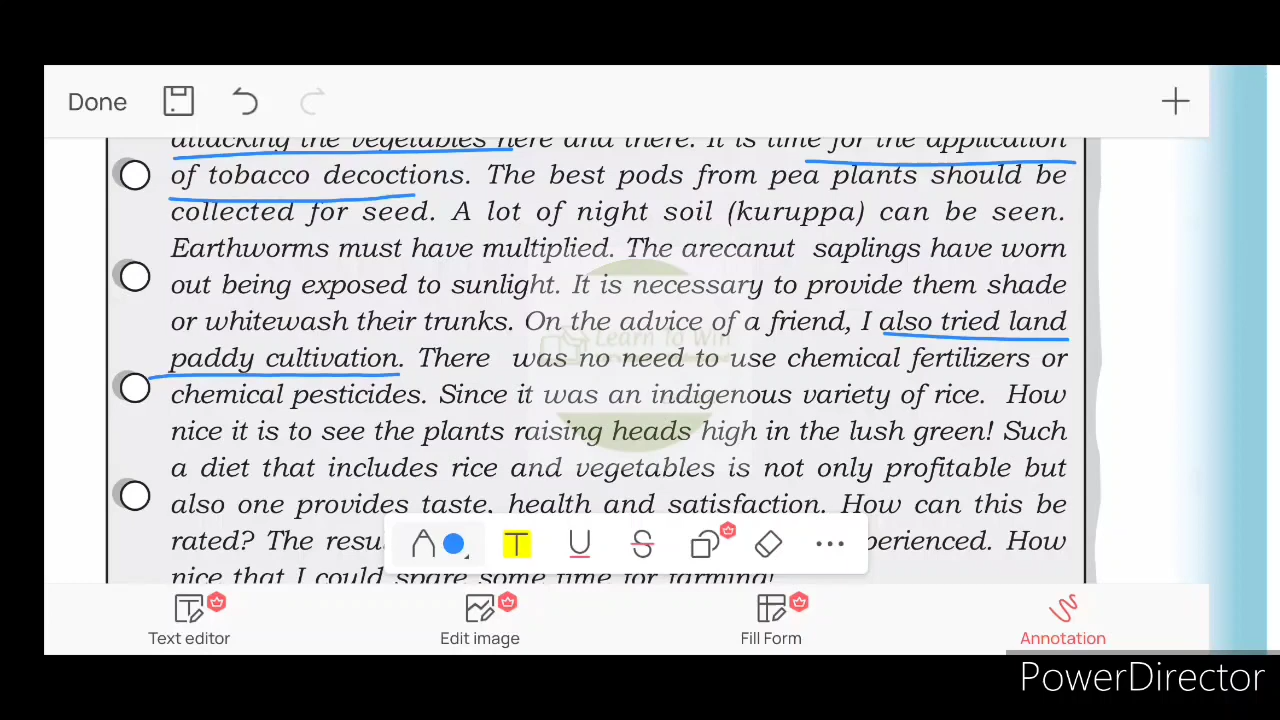 Done
attacking the vegetables here and there. It is time for the application
of tobacco decoctions. The best pods from pea plants should be
collected for seed. A lot of night soil (kuruppa) can be seen.
Earthworms must have multiplied. The arecanut saplings have worn
out being exposed to sunlight. It is necessary to provide them shade
or whitewash their trunks. On the advice of a friend, I also tried land
Learn to Win
paddy cultivation. There was no need to use chemical fertilizers or
chemical pesticides. Since it was an indigenous variety of rice. How
nice it is to see the plants raising heads high in the lush green! Such
a diet that includes rice and vegetables is not only profitable but
also one provides taste, health and satisfaction. How can this be
rated? The perienced. How
nice that I could spare some time for farming!
Text editor
Edit image
Fill Form
Annotation
PowerDirector